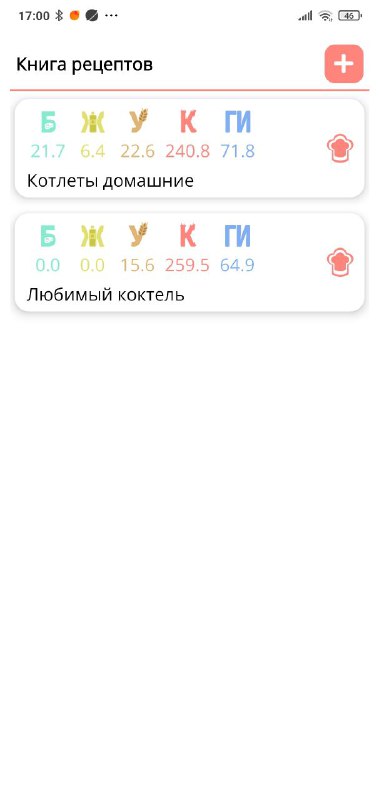 17:00 46
Книга рецептов
Б Ж У К ГИ
21.7 6.4 22.6 240.8 71.8
Котлеты домашние
Б Ж У К ГИ
0.0 0.0 15.6 259.5 64.9
Любимый коктель